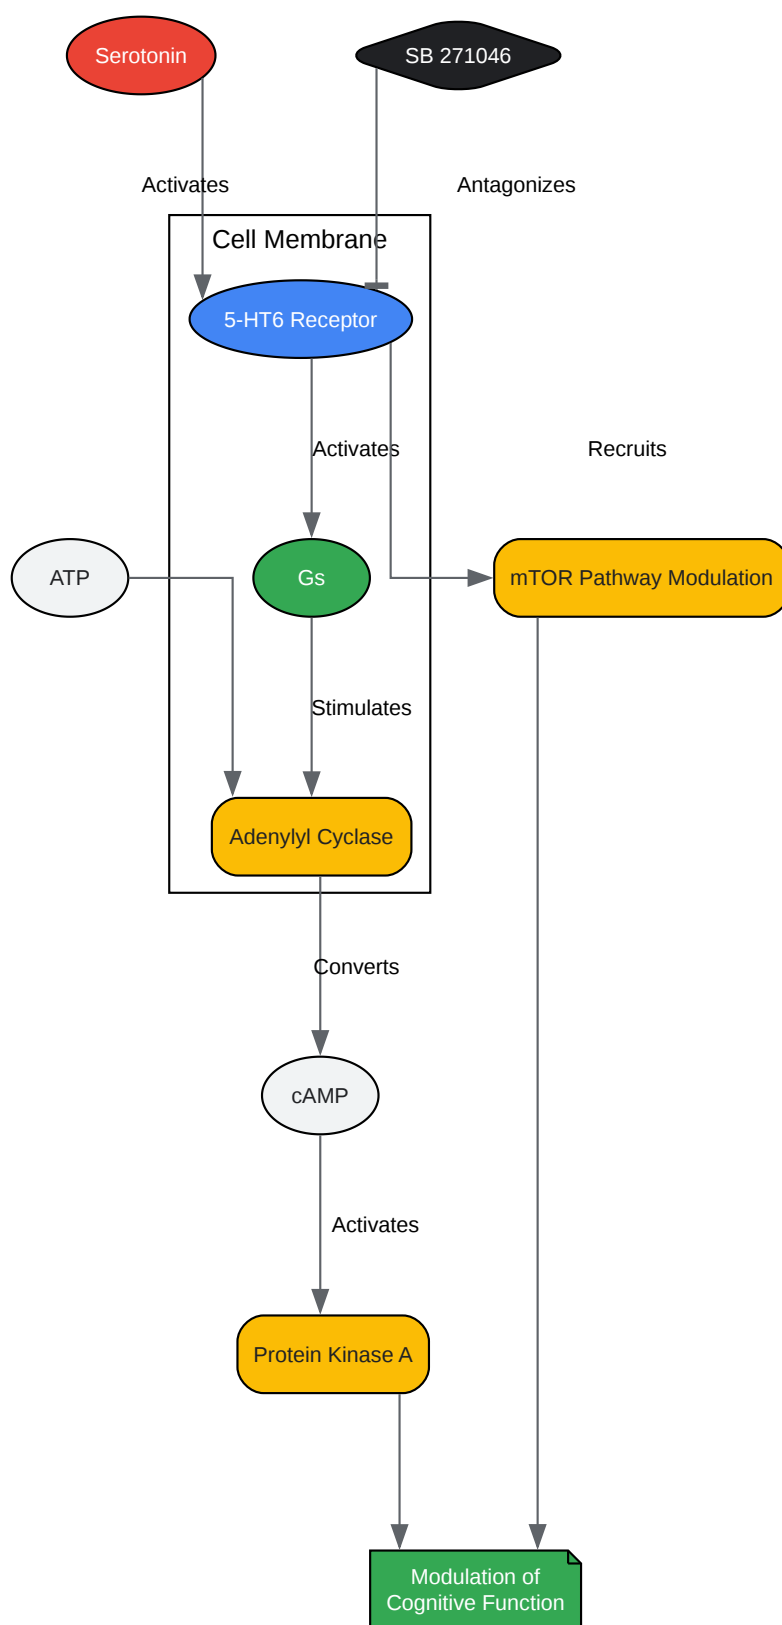 Serotonin
SB 271046
Activates
Antagonizes
Cell Membrane
5-HT6 Receptor
Activates
Recruits
ATP
Gs
mTOR Pathway Modulation
Stimulates
Adenylyl Cyclase
Converts
cAMP
Activates
Protein Kinase A
Modulation of
Cognitive Function